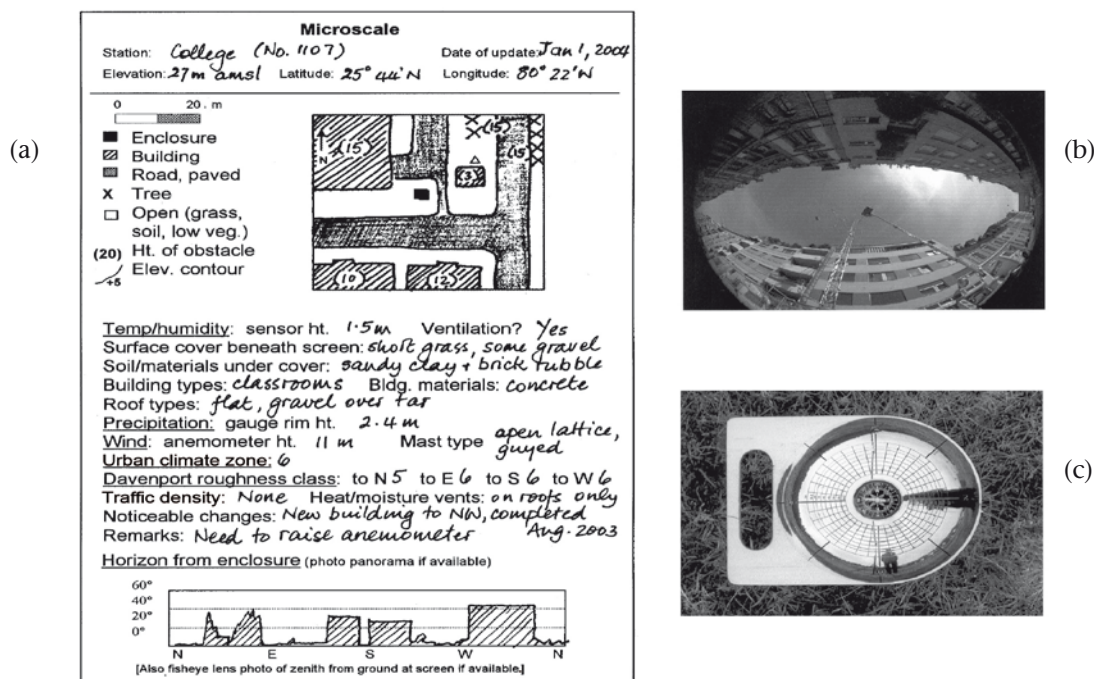 (a)
Microscale
Station: College (No. 1107) Date of update: Jan 1, 2004
Elevation: 27m amsl Latitude: 25° 44'N Longitude: 80° 22'W
0 20. m
Enclosure
Building
Road, paved
X Tree
Open (grass,
soil, low veg.)
(20) Ht. of obstacle
Elev. contour
+5
N
(15)
(15)
(15)
(3)
(10)
(12)
Temp/humidity: sensor ht. 1.5m Ventilation? Yes
Surface cover beneath screen: short grass, some gravel
Soil/materials under cover: sandy clay + brick rubble
Building types: classrooms Bldg. materials: concrete
Roof types: flat, gravel over tar
Precipitation: gauge rim ht. 2.4 m
Wind: anemometer ht. 11 m Mast type open lattice, guyed
Urban climate zone: 6
Davenport roughness class: to N 5 to E 6 to S 6 to W 6
Traffic density: None Heat/moisture vents: on roofs only
Noticeable changes: New building to NW, completed Aug. 2003
Remarks: Need to raise anemometer
Horizon from enclosure (photo panorama if available)
60°
40°
20°
0°
N E S W N
[Also fisheye lens photo of zenith from ground at screen if available.]
(b)
(c)